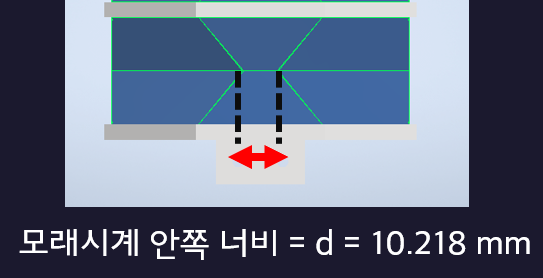 모래시계 안쪽 너비 = d = 10.218 mm